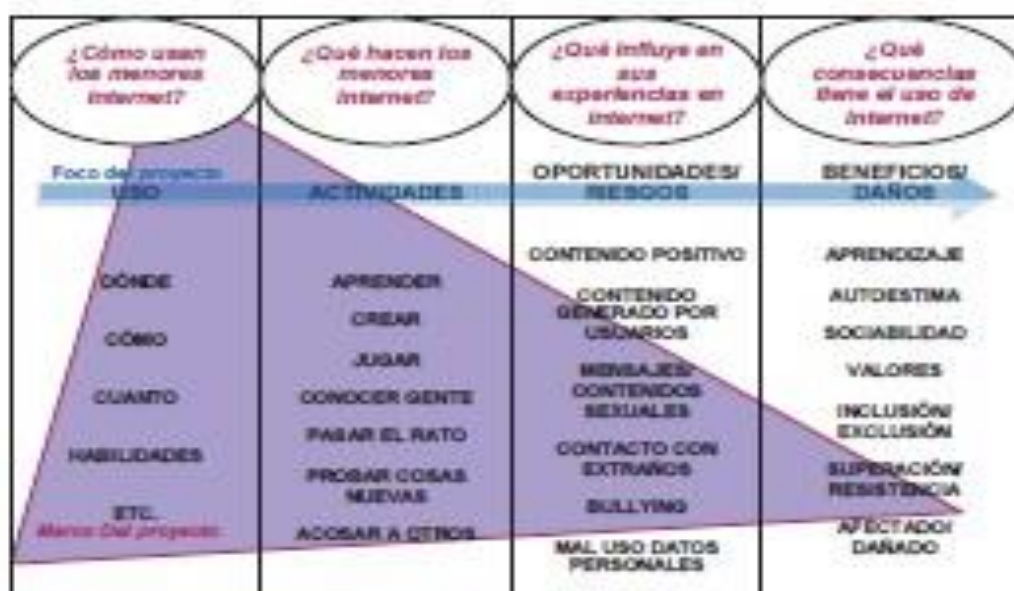 ¿Cómo usan
los menores
Internet?
¿Qué hacen los
menores
Internet?
¿Qué influye en
sus
experiencias en
Internet?
¿Qué
consecuencias
tiene el uso de
Internet?
Foco del proyecto
USO
DÓNDE
CÓMO
CUANTO
HABILIDADES
ETC.
Marco Del proyecto
ACTIVIDADES
APRENDER
CREAR
JUGAR
CONOCER GENTE
PASAR EL RATO
PROBAR COSAS
NUEVAS
ACOSAR A OTROS
OPORTUNIDADES/
RIESGOS
CONTENIDO POSITIVO
CONTENIDO
GENERADO POR
USUARIOS
MENSAJES/
CONTENIDOS
SEXUALES
CONTACTO CON
EXTRAÑOS
BULLYING
MAL USO DATOS
PERSONALES
BENEFICIOS/
DAÑOS
APRENDIZAJE
AUTOESTIMA
SOCIABILIDAD
VALORES
INCLUSIÓN/
EXCLUSIÓN
SUPERACIÓN/
RESISTENCIA
AFECTADO/
DAÑADO